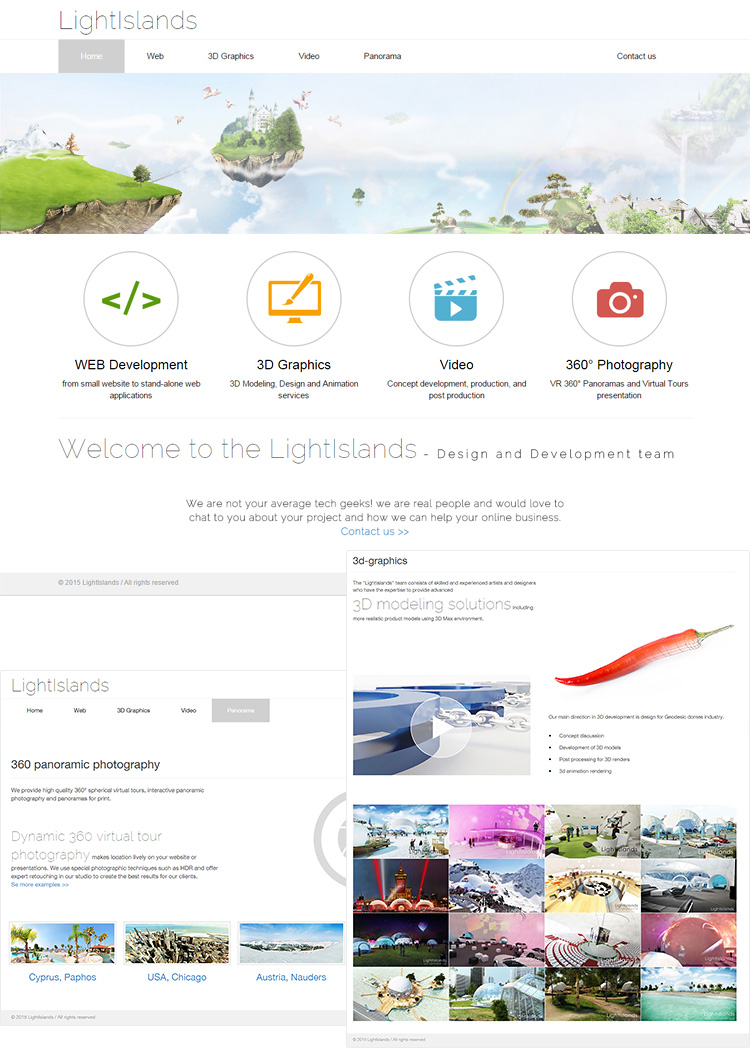 LightIslands
Home Web 3D Graphics Video Panorama Contact us
</>
WEB Development
from small website to stand-alone web
applications
3D Graphics
3D Modeling, Design and Animation
services
Video
Concept development, production, and
post production
360° Photography
VR 360° Panoramas and Virtual Tours
presentation
Welcome to the LightIslands - Design and Development team
We are not your average tech geeks! we are real people and would love to
chat to you about your project and how we can help your online business.
Contact us >>
© 2015 LightIslands / All rights reserved
LightIslands
Home Web 3D Graphics Video Panorama
360 panoramic photography
We provide high quality 360° spherical virtual tours, interactive panoramic
photography and panoramas for print.
Dynamic 360 virtual tour
photography makes location lively on your website or
presentations. We use special photographic techniques such as HDR and offer
expert retouching in our studio to create the best results for our clients.
Se more examples >>
Cyprus, Paphos
USA, Chicago
Austria, Nauders
© 2015 LightIslands / All rights reserved
3d-graphics
The "LightIslands" team consists of skilled and experienced artists and designers
who have the expertise to provide advanced
3D modeling solutions including
more realistic product models using 3D Max environment.
Our main direction in 3D development is design for Geodesic domes industry.
• Concept discussion
• Development of 3D models
• Post processing for 3D renders
• 3d animation rendering
LightIslands
LightIslands
LightIslands
© 2015 LightIslands / All rights reserved